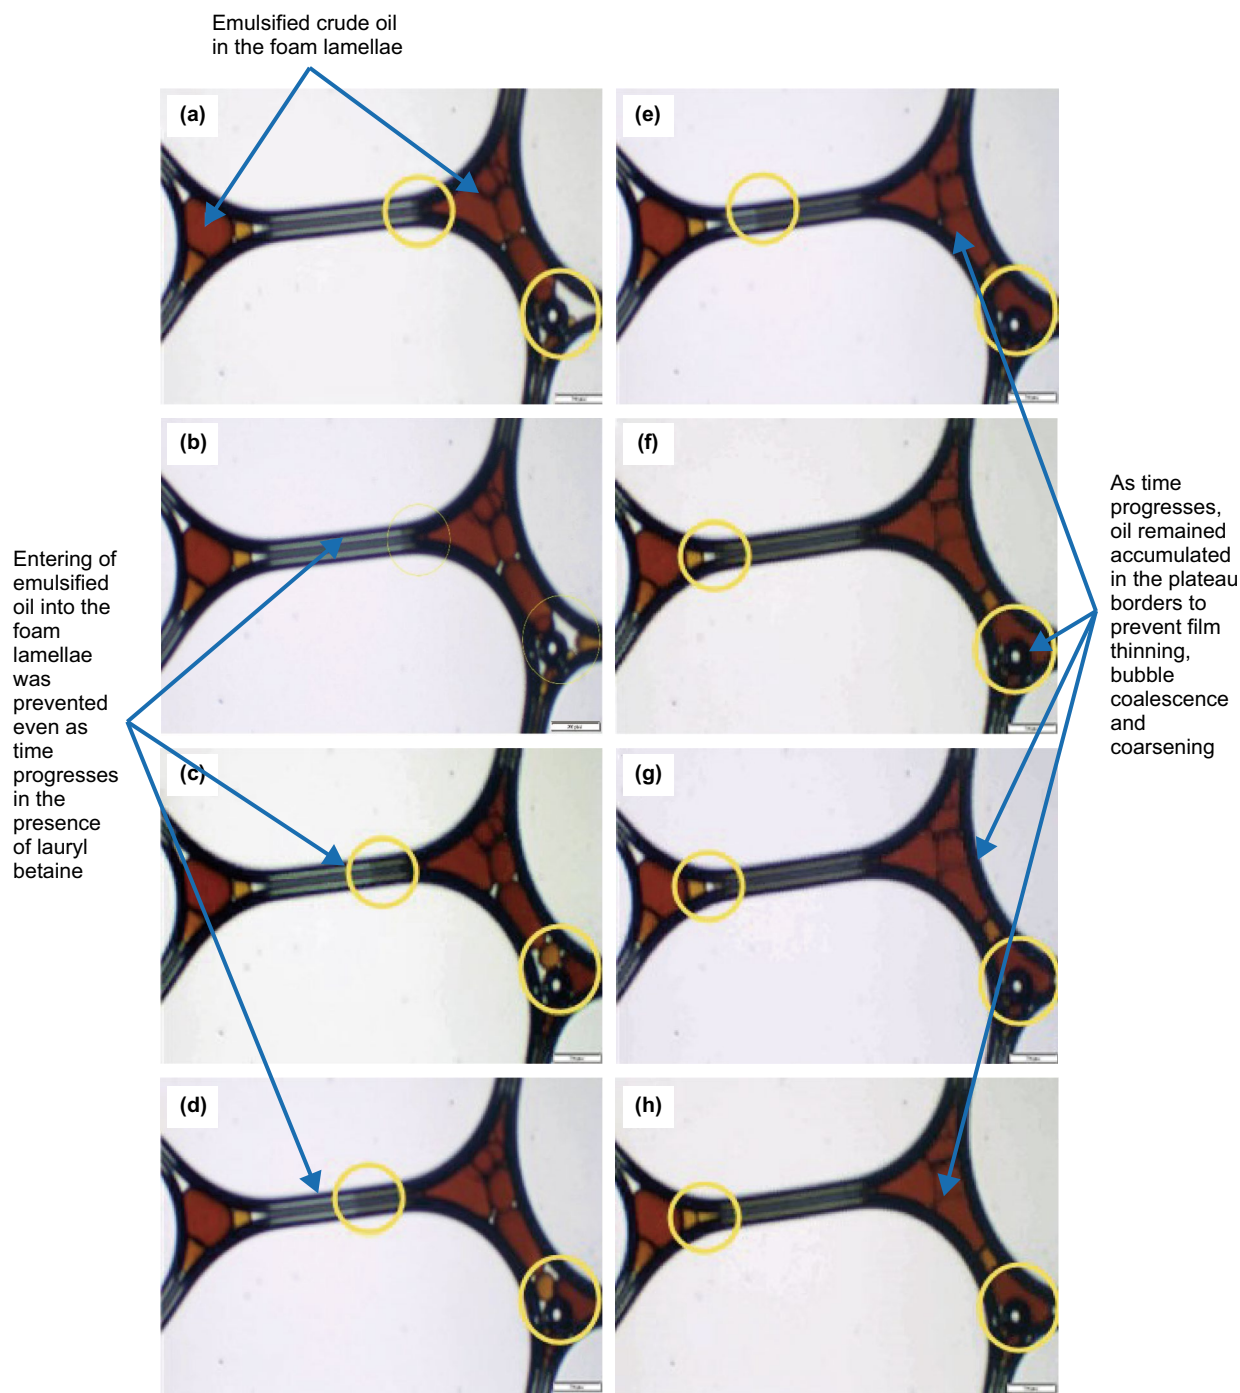 Emulsified crude oil
in the foam lamellae
(a)
(e)
(b)
(f)
Entering of
emulsified
oil into the
foam
lamellae
was
prevented
even as
time
progresses
in the
presence
of lauryl
betaine
As time
progresses,
oil remained
accumulated
in the plateau
borders to
prevent film
thinning,
bubble
coalescence
and
coarsening
(c)
(g)
(d)
(h)